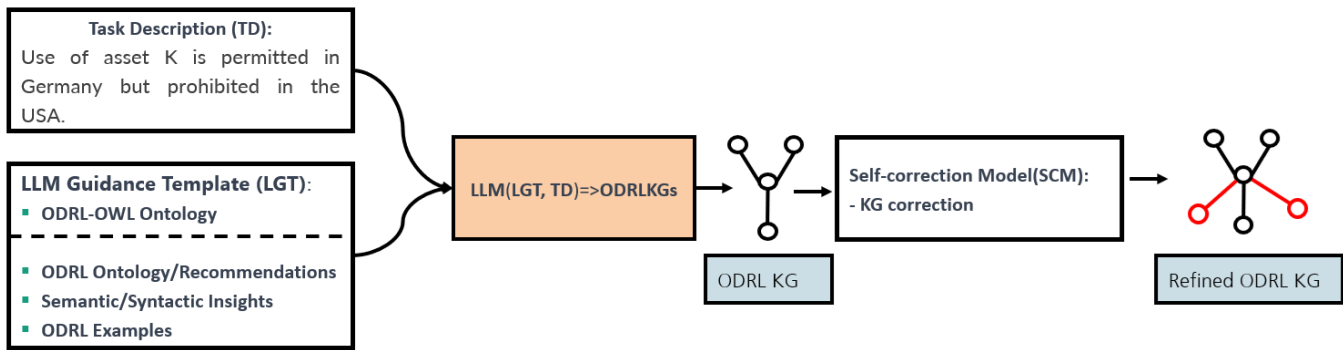 Task Description (TD):
Use of asset K is permitted in
Germany but prohibited in the
USA.
LLM Guidance Template (LGT):
▪ ODRL-OWL Ontology
▪ ODRL Ontology/Recommendations
▪ Semantic/Syntactic Insights
▪ ODRL Examples
LLM(LGT, TD)=>ODRLKGs
ODRL KG
Self-correction Model(SCM):
- KG correction
Refined ODRL KG